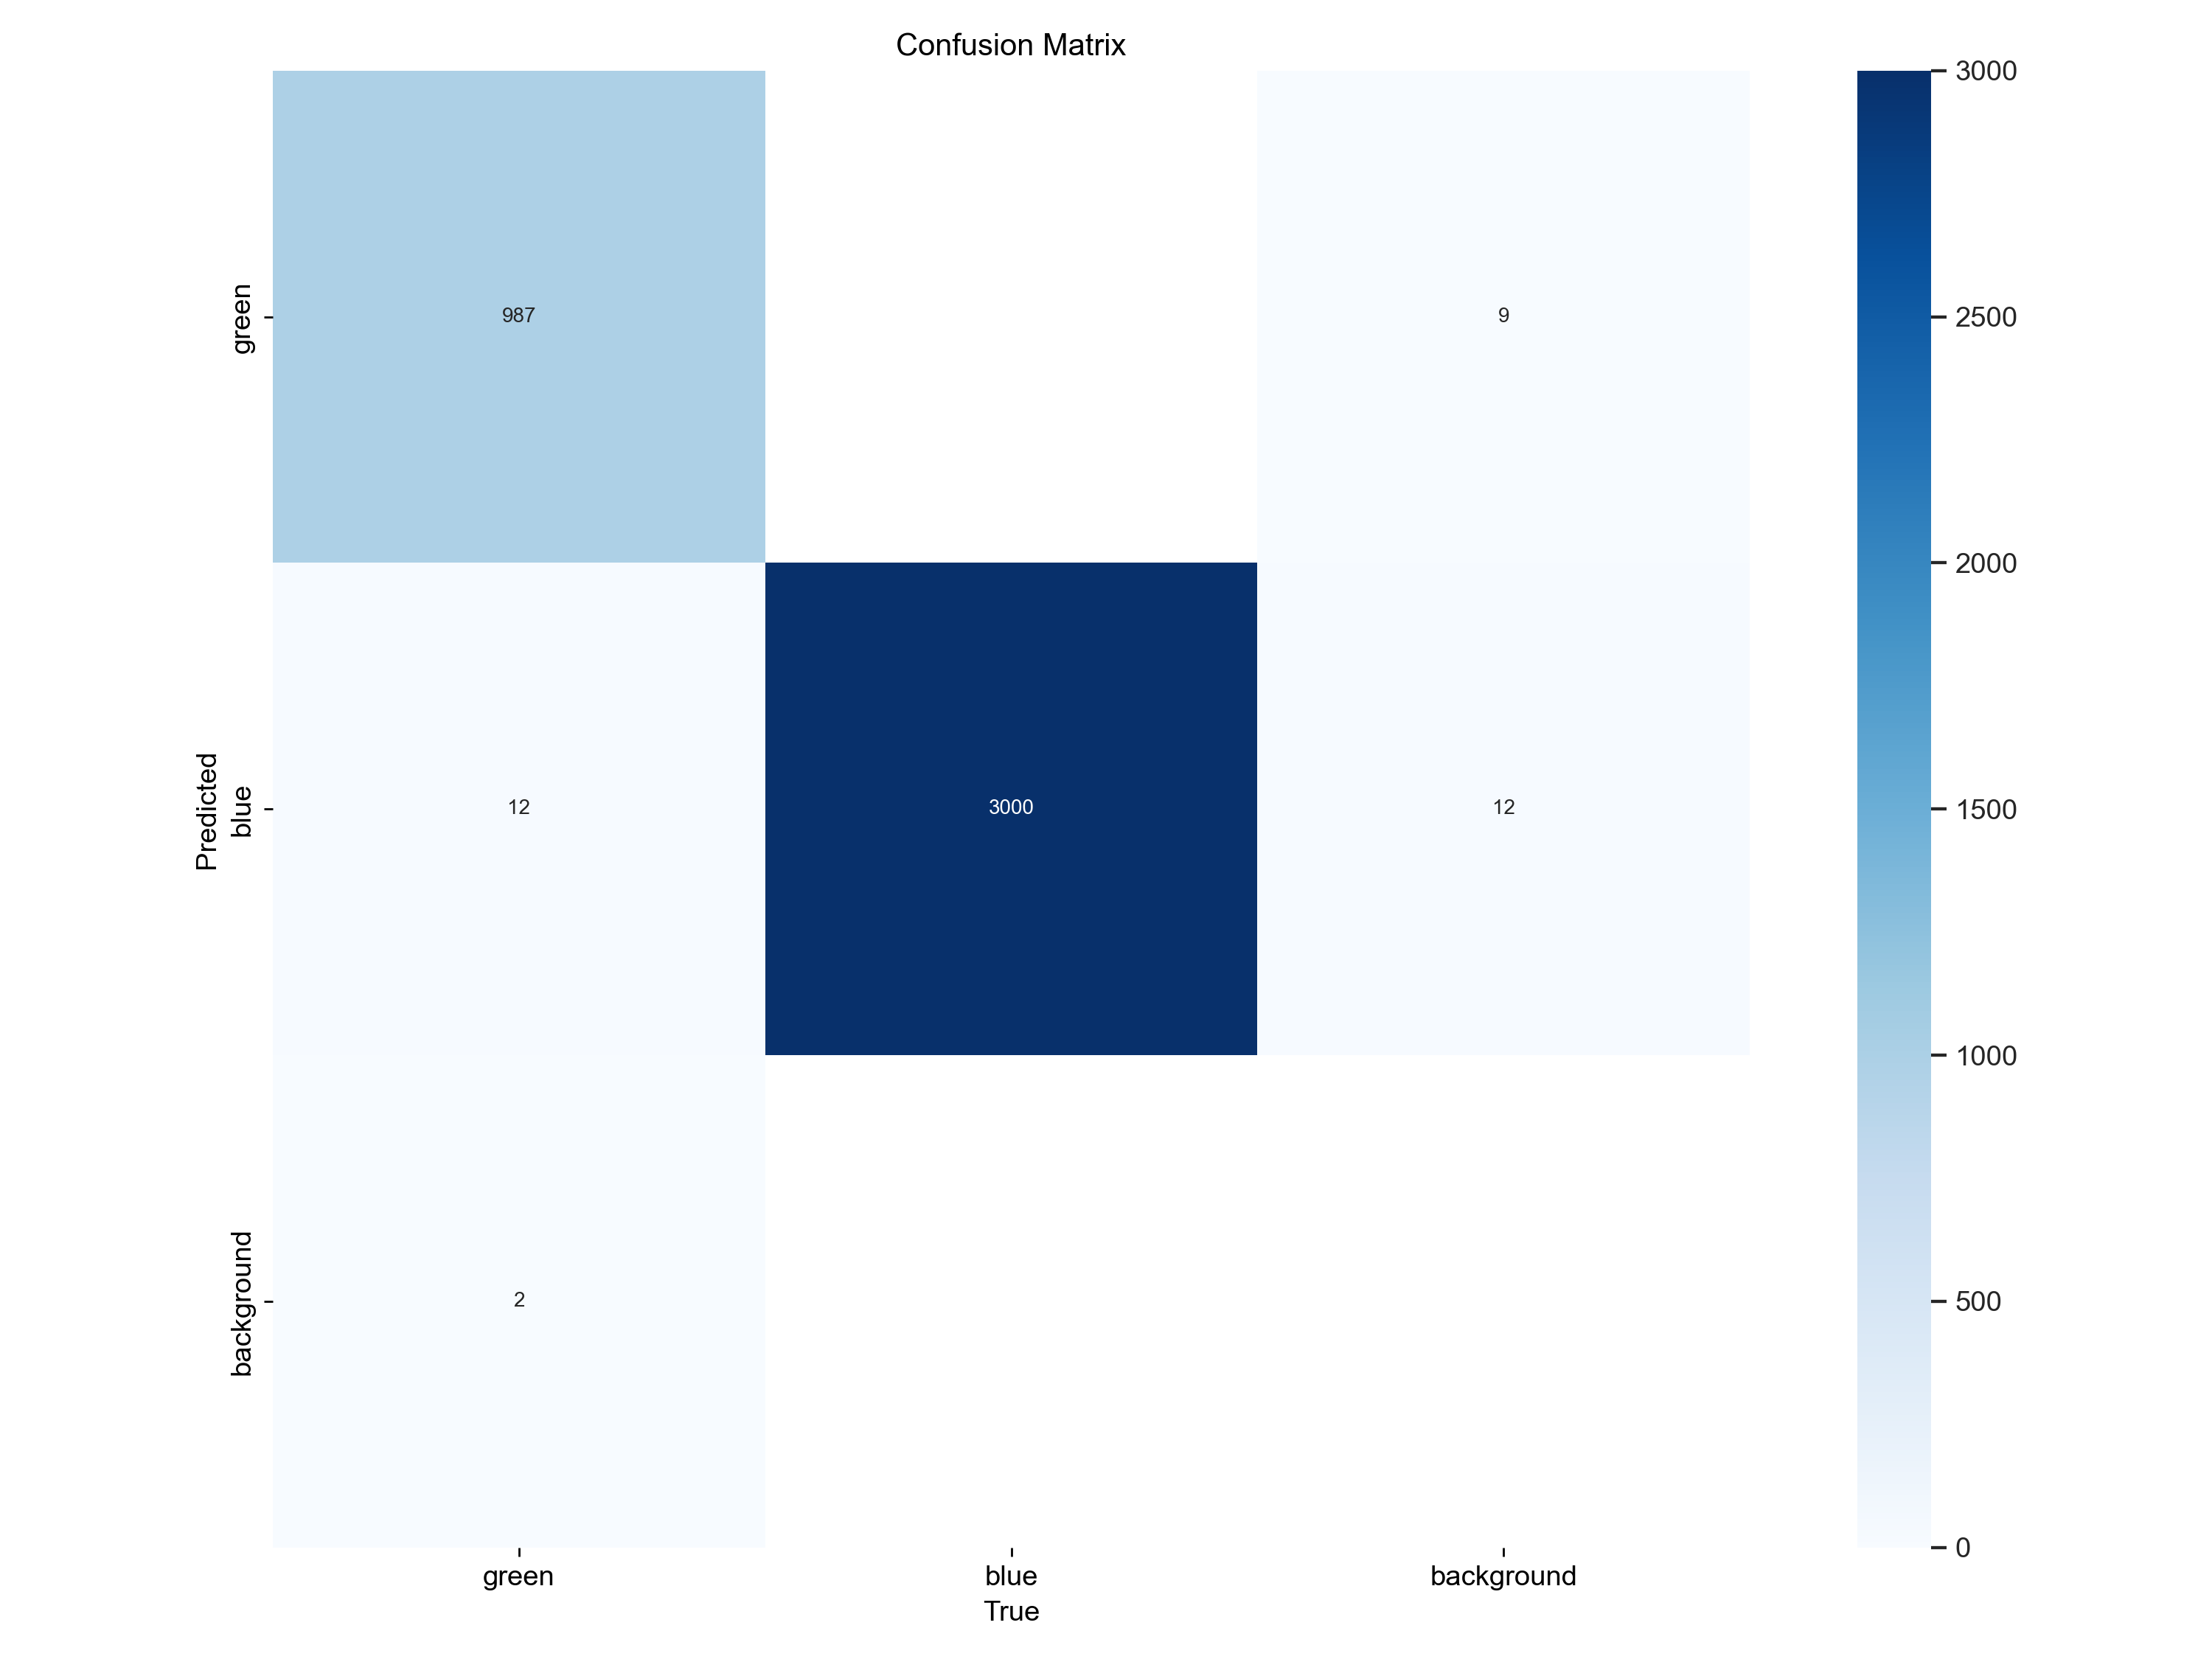 Confusion Matrix
3000
2500
2000
1500
1000
500
0
Predicted
green
987
9
blue
12
3000
12
background
2
green
blue
background
True